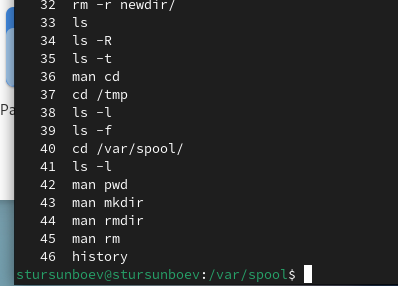 32 rm -r newdir/
33 ls
34 ls -R
35 ls -t
36 man cd
Pa
37 cd /tmp
38 ls -l
39 ls -f
40 cd /var/spool/
41 ls -l
42 man pwd
43 man mkdir
44 man rmdir
45 man rm
46 history
stursunboev@stursunboev:/var/spool$